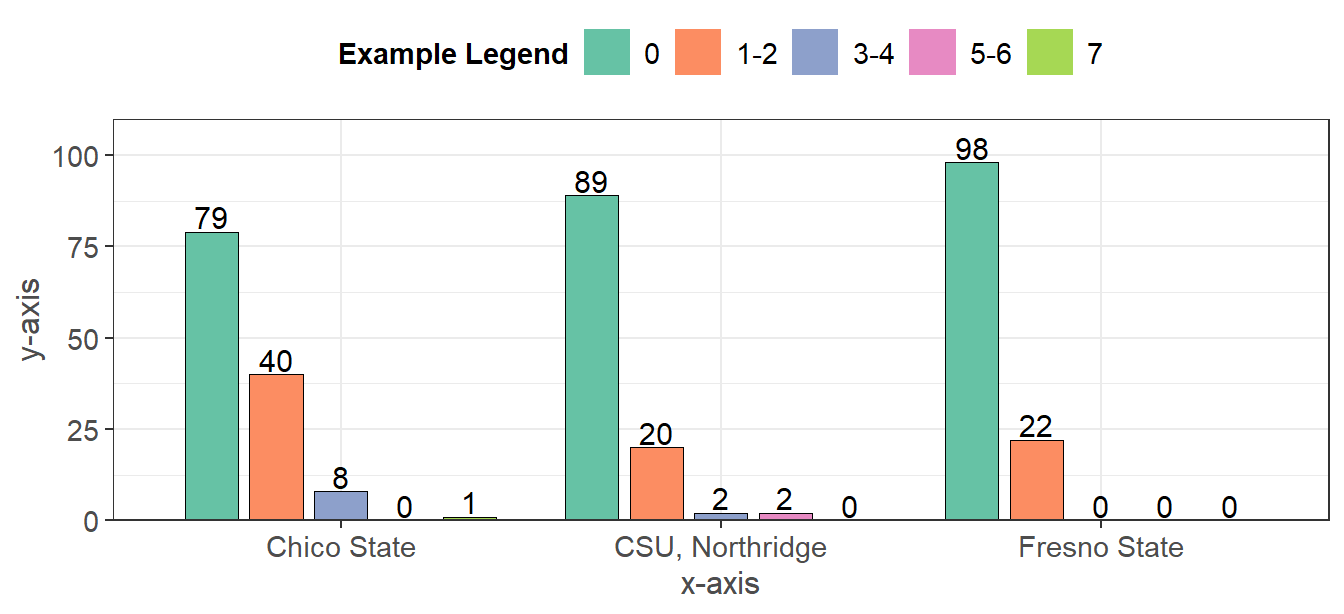 Example Legend 0 1-2 3-4 5-6 7
100
75
50
25
0
y-axis
79 40 8 0 1
89 20 2 2 0
98 22 0 0 0
Chico State CSU, Northridge Fresno State
x-axis